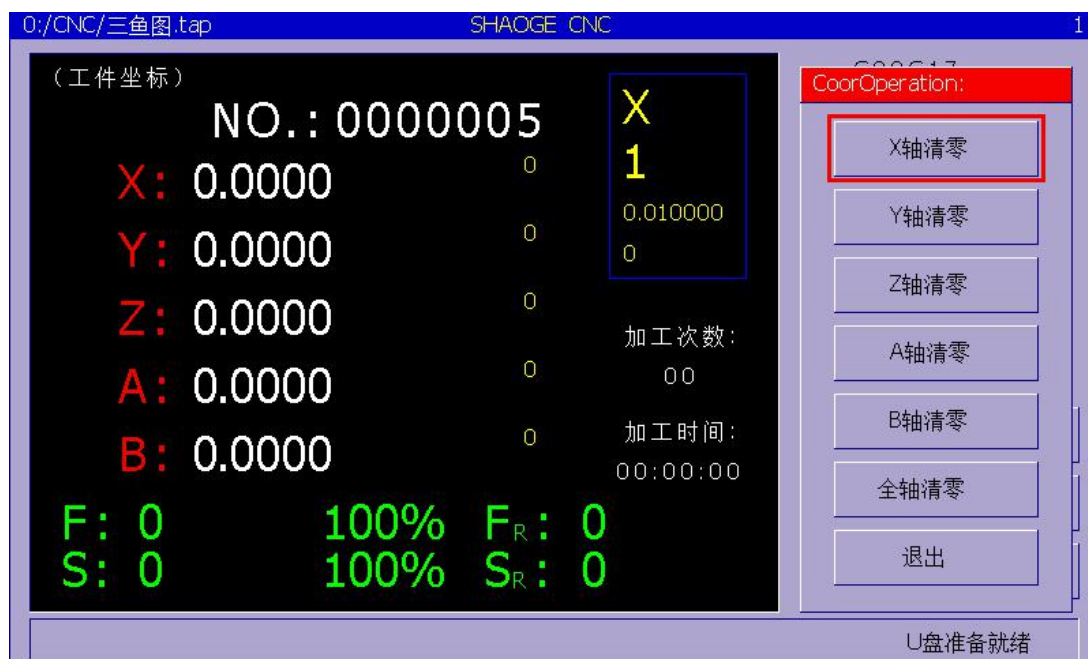 0:/CNC/三鱼图.tap SHAOGE CNC 1
(工件坐标)
NO.:0000005
X: 0.0000 0
Y: 0.0000 0
Z: 0.0000 0
A: 0.0000 0
B: 0.0000 0
F: 0 100% FR: 0
S: 0 100% SR: 0
X
1
0.010000
0
加工次数:
00
加工时间:
00:00:00
CoorOperation:
X轴清零
Y轴清零
Z轴清零
A轴清零
B轴清零
全轴清零
退出
U盘准备就绪